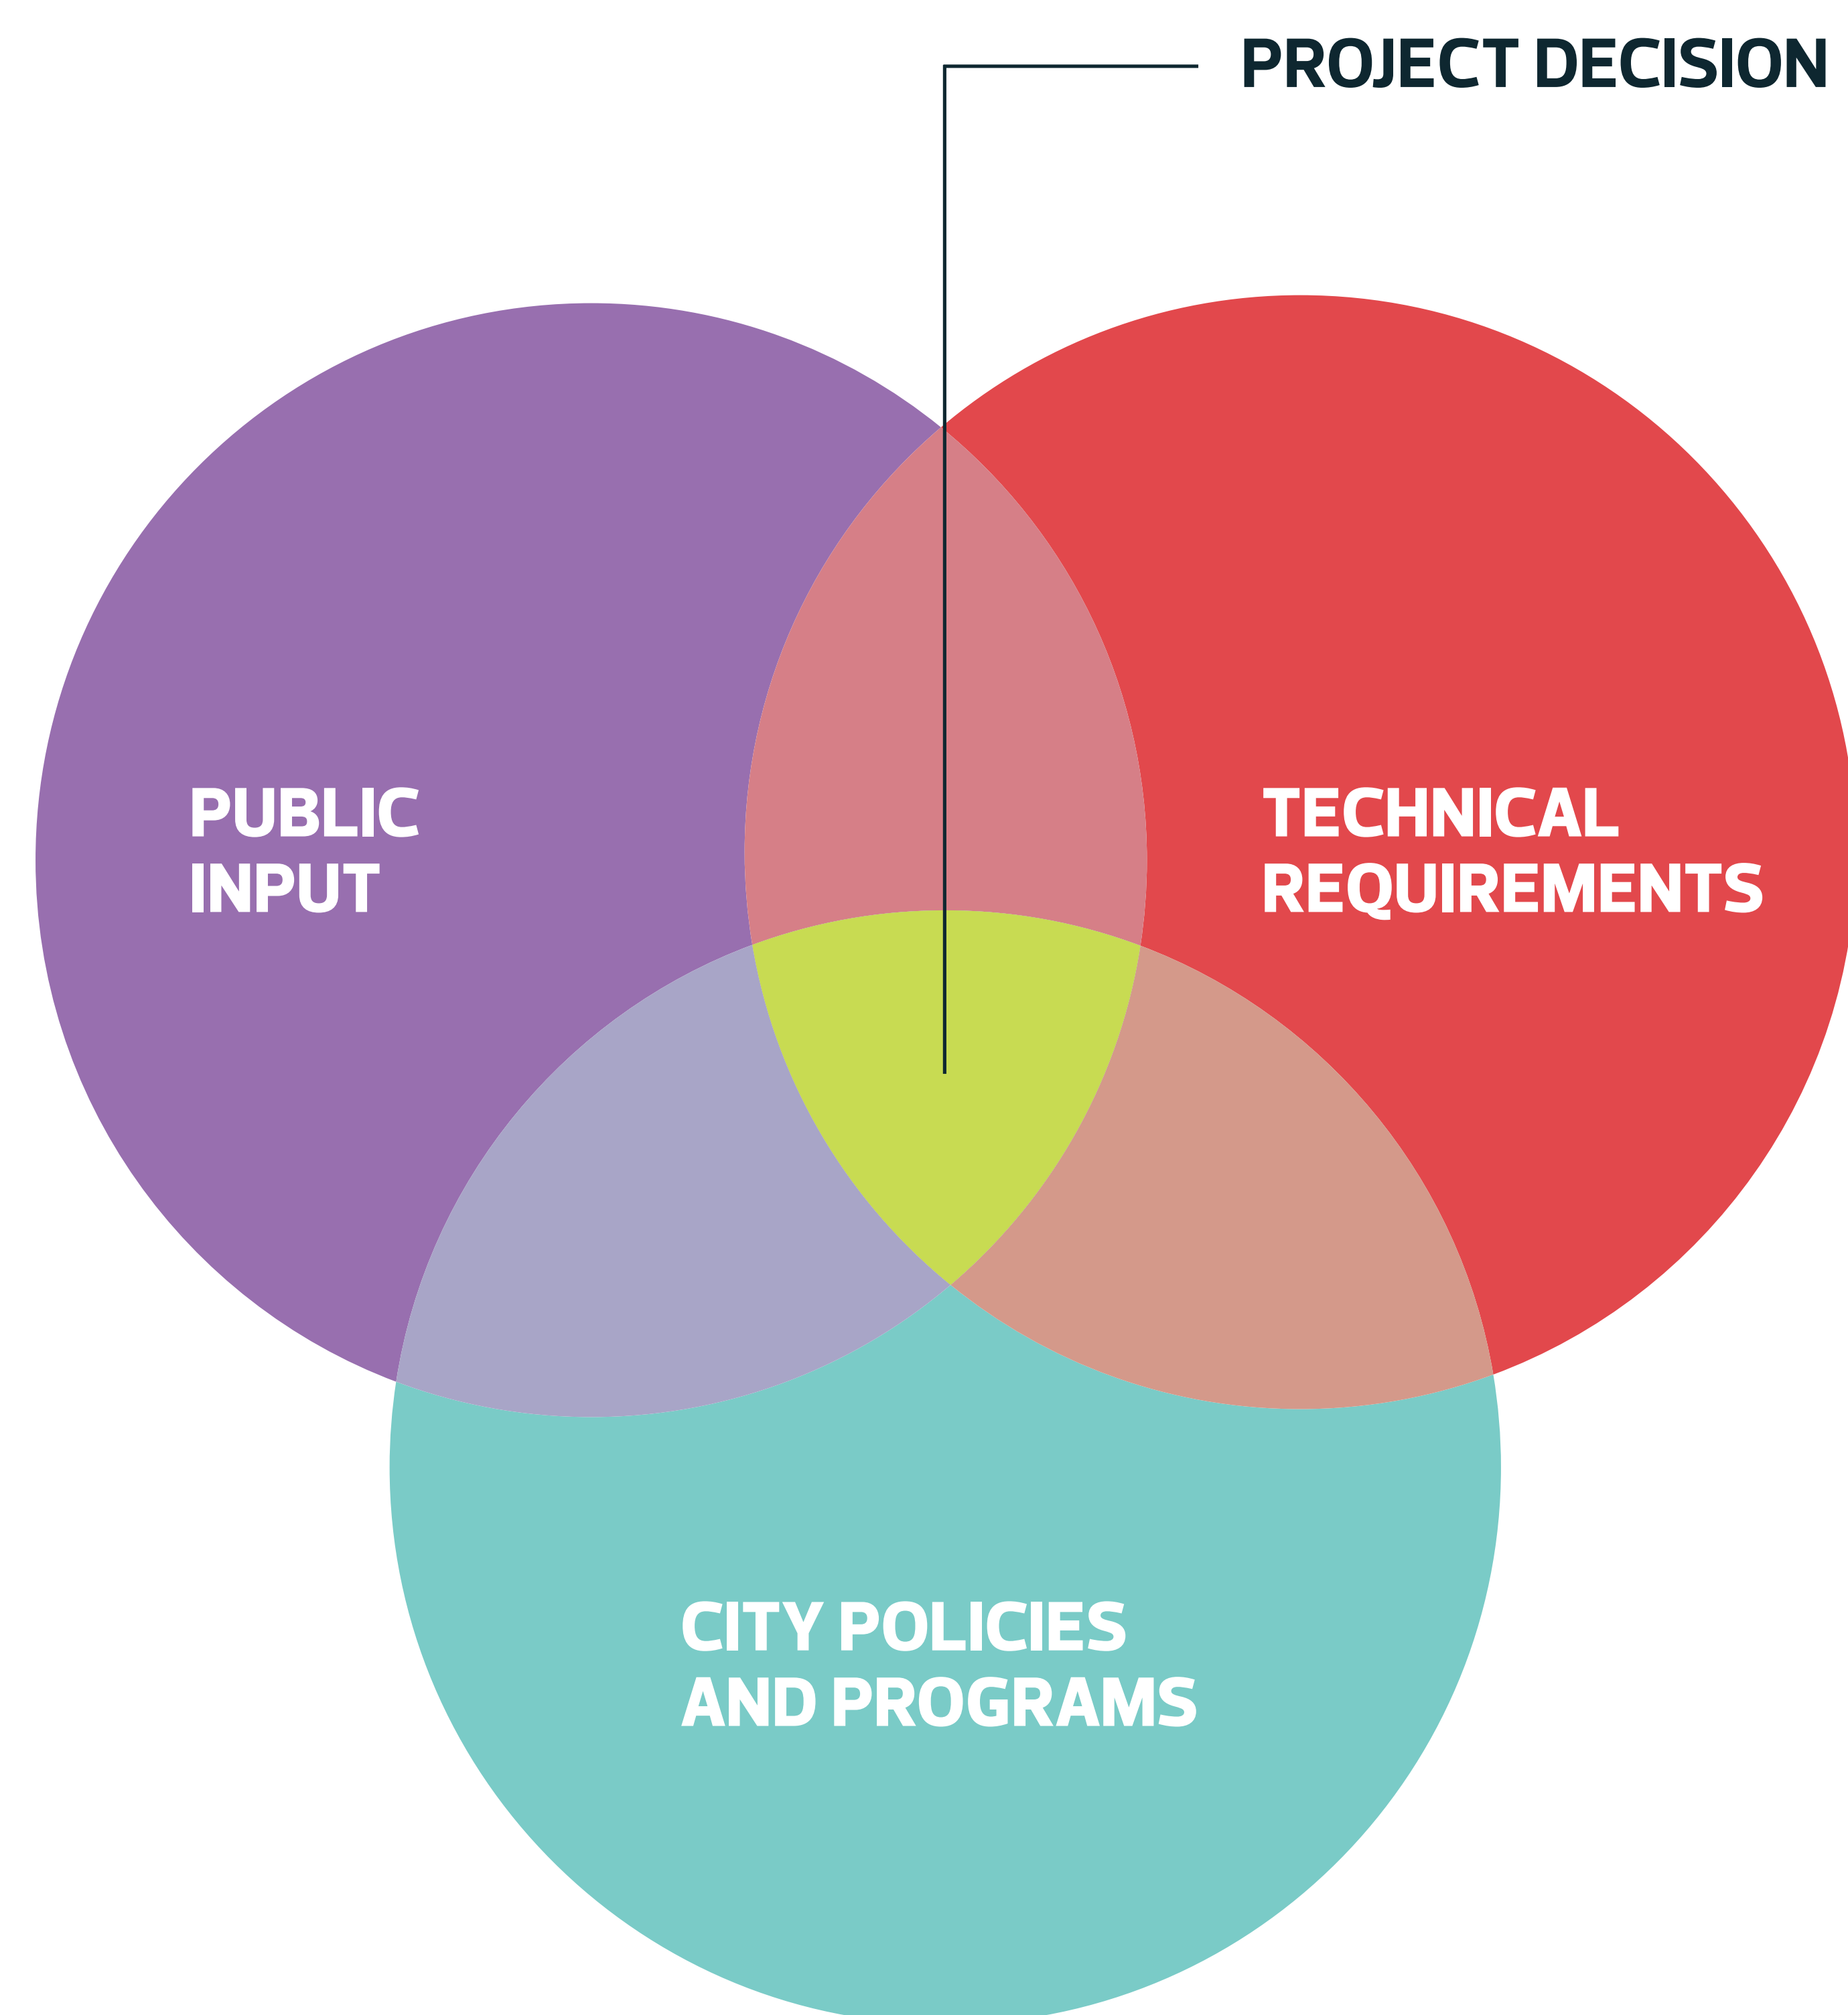 PROJECT DECISION
PUBLIC
INPUT
TECHNICAL
REQUIREMENTS
CITY POLICIES
AND PROGRAMS